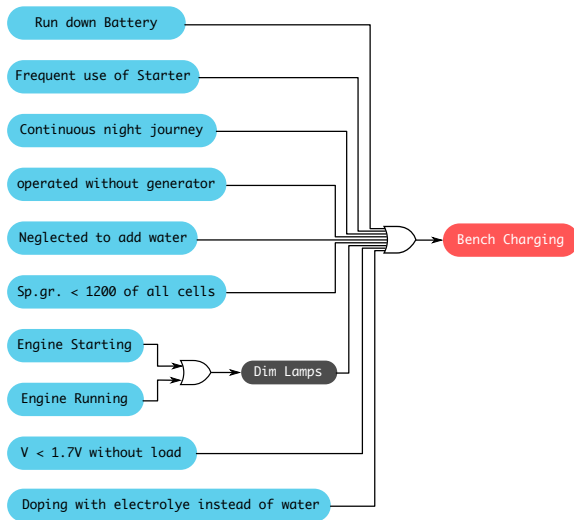 Run down Battery
Frequent use of Starter
Continuous night journey
operated without generator
Neglected to add water
Bench Charging
Sp.gr. < 1200 of all cells
Engine Starting
Dim Lamps
Engine Running
V < 1.7V without load
Doping with electrolye instead of water